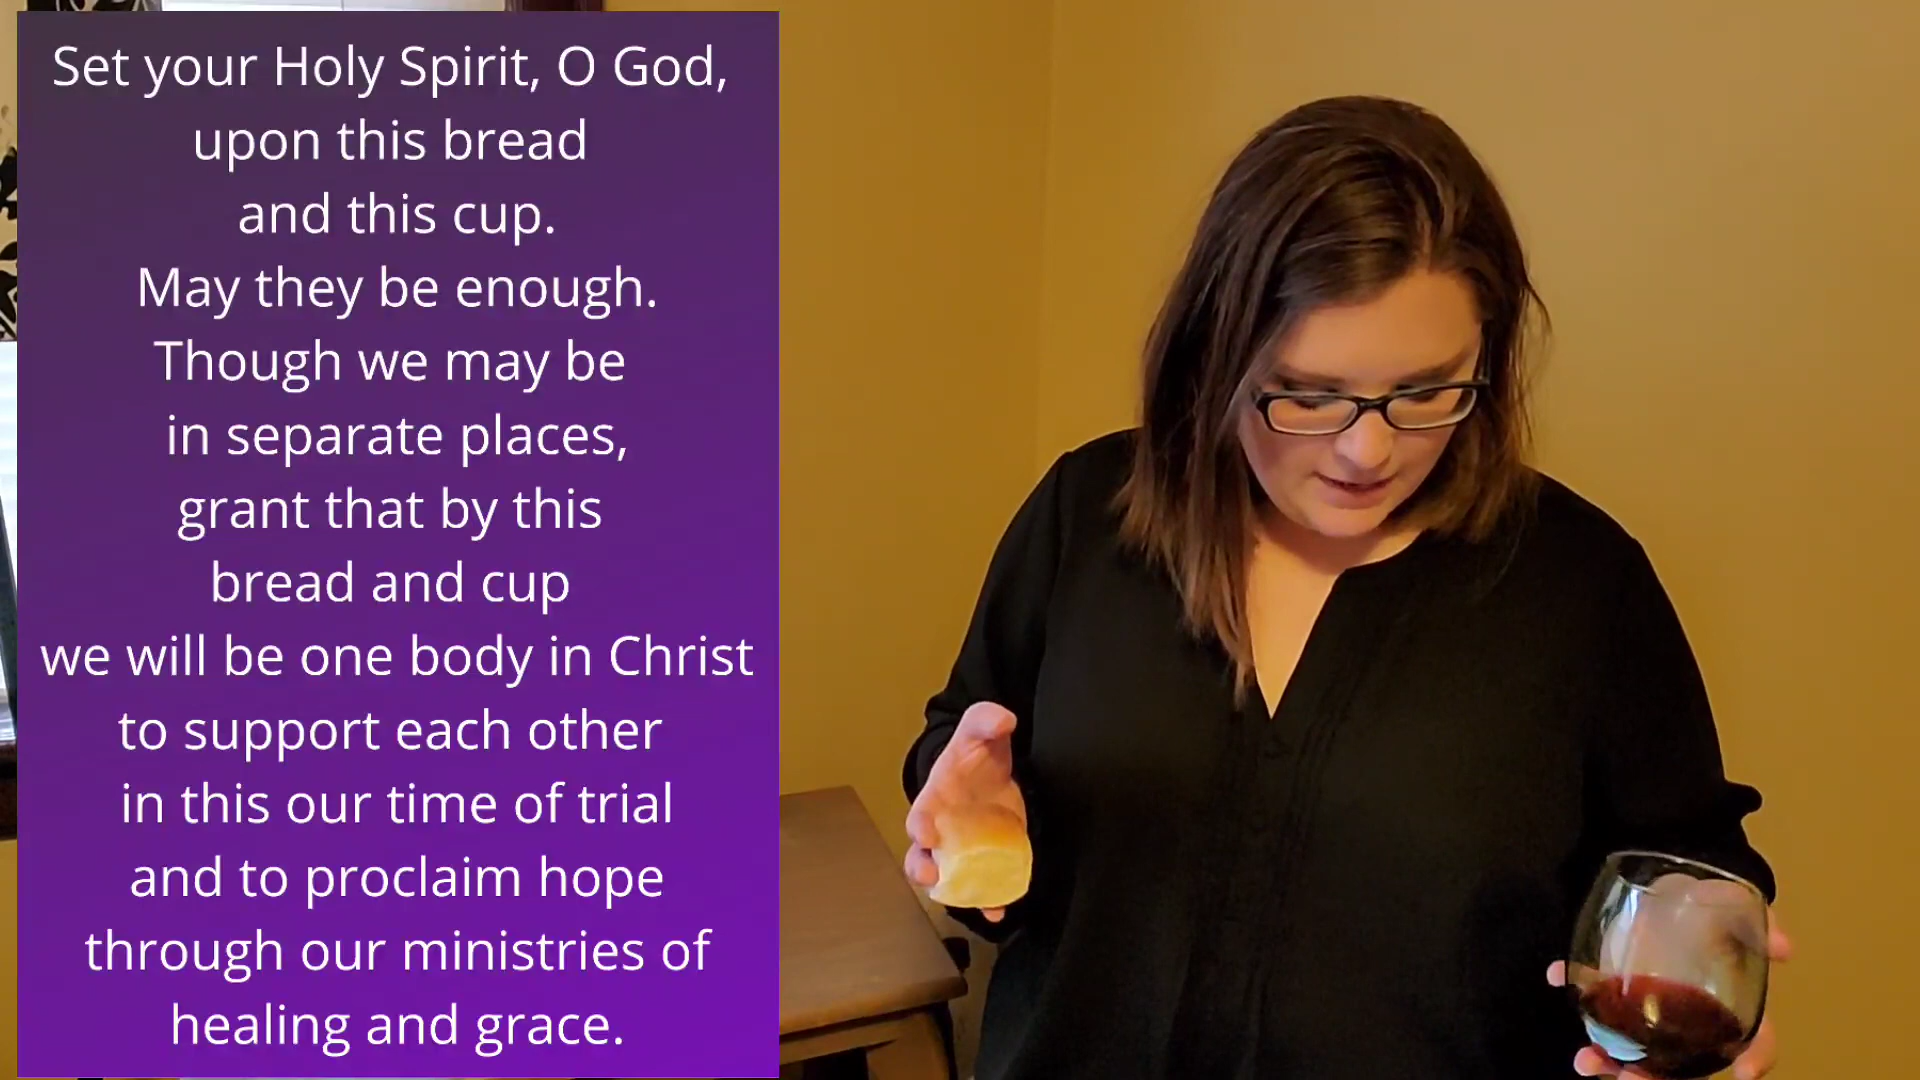 Set your Holy Spirit, O God,
upon this bread
and this cup.
May they be enough.
Though we may be
in separate places,
grant that by this
bread and cup
we will be one body in Christ
to support each other
in this our time of trial
and to proclaim hope
through our ministries of
healing and grace.